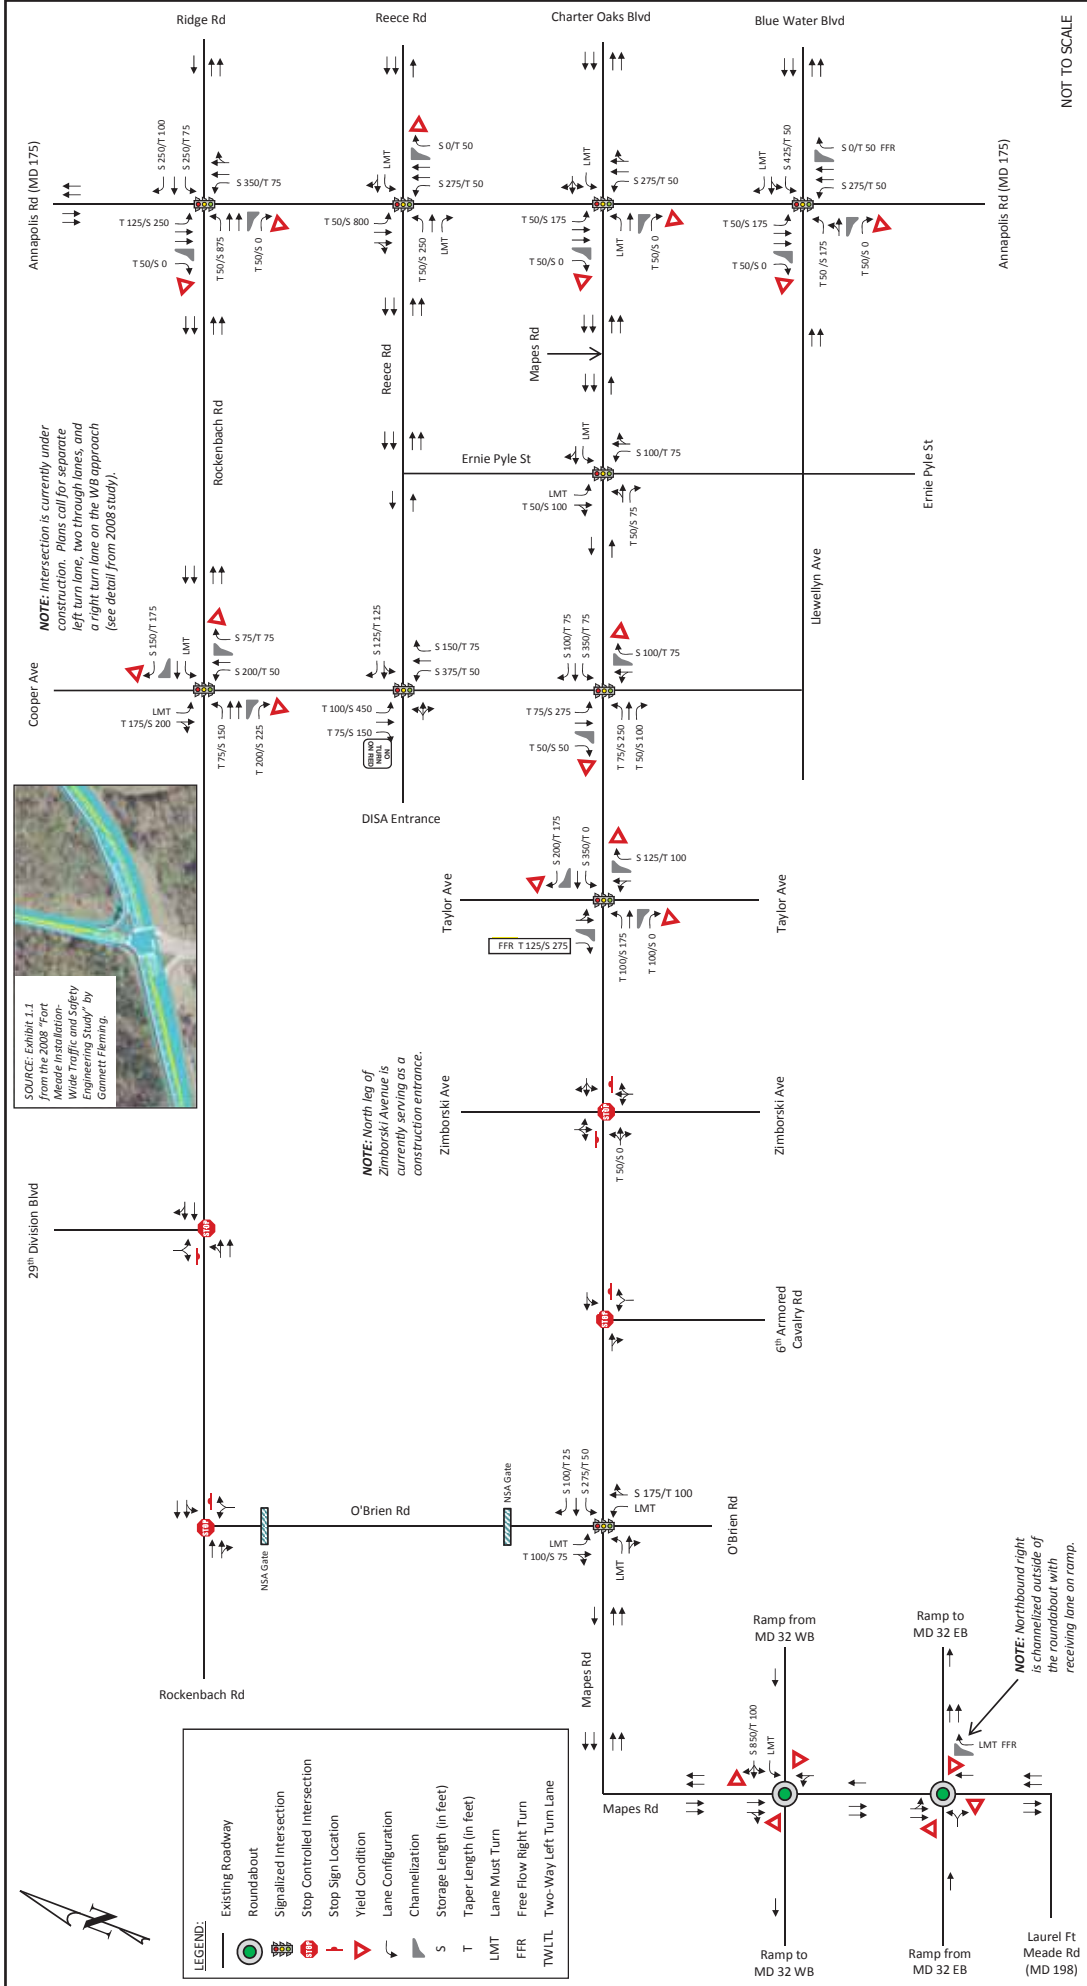 Ridge Rd
Reece Rd
Charter Oaks Blvd
Blue Water Blvd
NOT TO SCALE
Annapolis Rd (MD 175)
S 250/T 100
S 250/T 75
S 350/T 75
T 125/S 250
T 50/S 0
T 50/S 875
T 50/S 0
LMT
S 0/T 50
S 275/T 50
T 50/S 800
T 50/S 250
LMT
LMT
S 275/T 50
T 50/S 175
T 50/S 0
LMT
T 50/S 0
LMT
S 425/T 50
S 0/T 50 FFR
S 275/T 50
T 50/S 175
T 50/S 0
T 50/S 175
T 50/S 0
Annapolis Rd (MD 175)
Rockenbach Rd
Reece Rd
Mapes Rd
NOTE: Intersection is currently under
construction. Plans call for separate
left turn lane, two through lanes, and
a right turn lane on the WB approach
(see detail from 2008 study).
Ernie Pyle St
LMT
S 100/T 75
LMT
T 50/S 100
T 50/S 75
Ernie Pyle St
Llewellyn Ave
Cooper Ave
S 150/T 175
LMT
S 75/T 75
S 200/T 50
LMT
T 175/S 200
T 75/S 150
T 200/S 225
S 125/T 125
S 150/T 75
S 375/T 50
T 100/S 450
T 75/S 150
NO
TURN
ON RED
S 100/T 75
S 350/T 75
S 100/T 75
T 75/S 275
T 50/S 50
T 75/S 250
T 50/S 100
DISA Entrance
SOURCE: Exhibit 1.1
from the 2008 "Fort
Meade Installation-
Wide Traffic and Safety
Engineering Study" by
Gannett Fleming.
Taylor Ave
S 200/T 175
S 350/T 0
S 125/T 100
FFR T 125/S 275
T 100/S 175
T 100/S 0
Taylor Ave
NOTE: North leg of
Zimborski Avenue is
currently serving as a
construction entrance.
Zimborski Ave
STOP
T 50/S 0
Zimborski Ave
29th Division Blvd
STOP
STOP
6th Armored
Cavalry Rd
STOP
NSA Gate
O'Brien Rd
NSA Gate
S 100/T 25
S 275/T 50
S 175/T 100
LMT
LMT
T 100/S 75
LMT
O'Brien Rd
Rockenbach Rd
Mapes Rd
Ramp from
MD 32 WB
Ramp to
MD 32 EB
NOTE: Northbound right
is channelized outside of
the roundabout with
receiving lane on ramp.
S 850/T 100
LMT
LMT FFR
Mapes Rd
Ramp to
MD 32 WB
Ramp from
MD 32 EB
Laurel Ft
Meade Rd
(MD 198)
N
LEGEND:
Existing Roadway
Roundabout
Signalized Intersection
STOP Stop Controlled Intersection
Stop Sign Location
Yield Condition
Lane Configuration
Channelization
S Storage Length (in feet)
T Taper Length (in feet)
LMT Lane Must Turn
FFR Free Flow Right Turn
TWLTL Two-Way Left Turn Lane